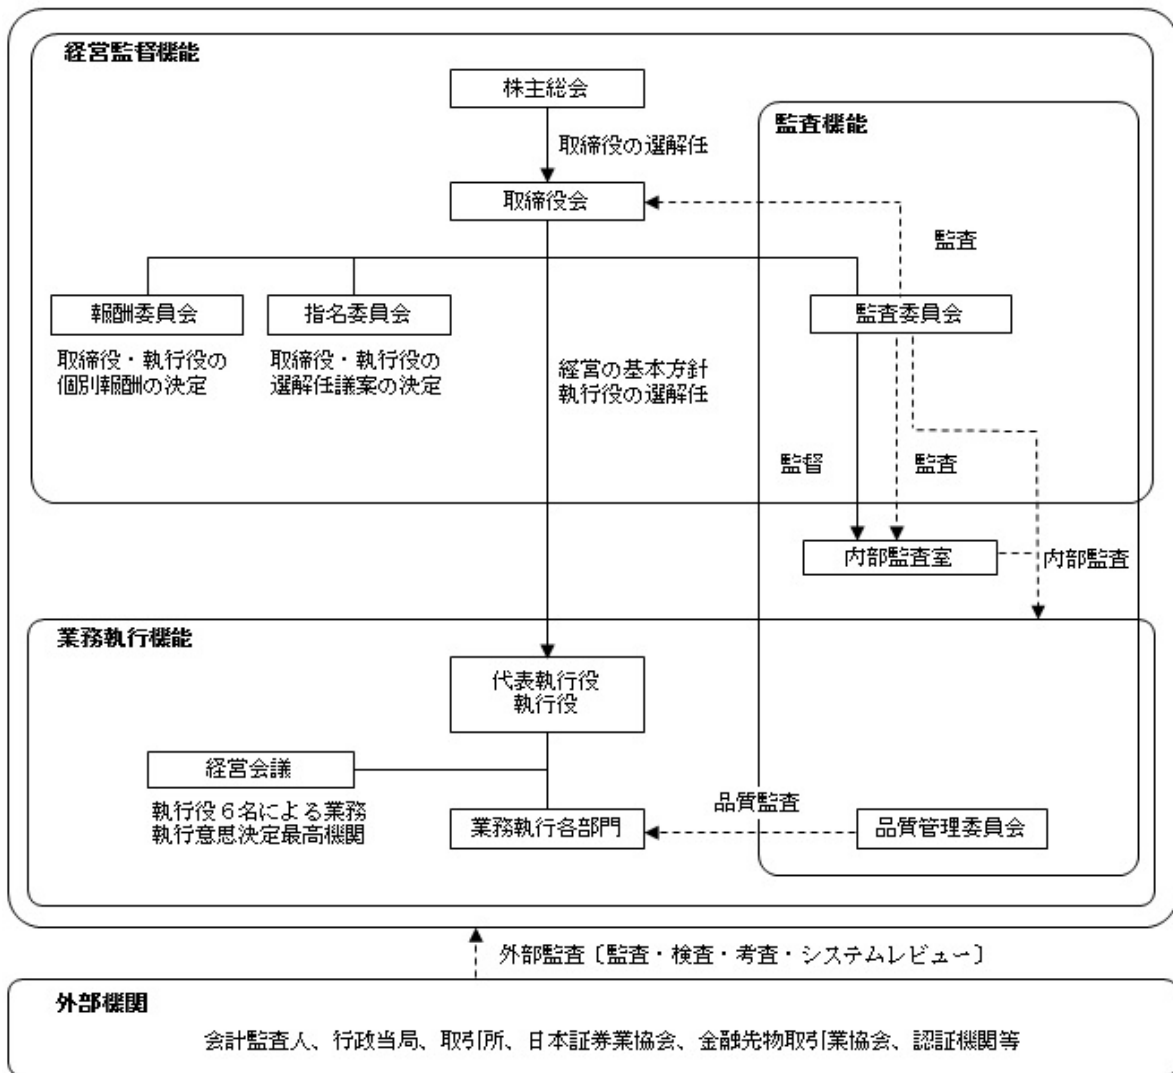 経営監督機能
株主総会
監査機能
取締役の選解任
取締役会
監査
報酬委員会
指名委員会
監査委員会
取締役・執行役の
個別報酬の決定
取締役・執行役の
選解任議案の決定
経営の基本方針
執行役の選解任
監督
監査
内部監査室
内部監査
業務執行機能
代表執行役
執行役
経営会議
執行役6名による業務
執行意思決定最高機関
品質監査
業務執行各部門
品質管理委員会
外部監査〔監査・検査・考査・システムレビュー〕
外部機関
会計監査人、行政当局、取引所、日本証券業協会、金融先物取引業協会、認証機関等